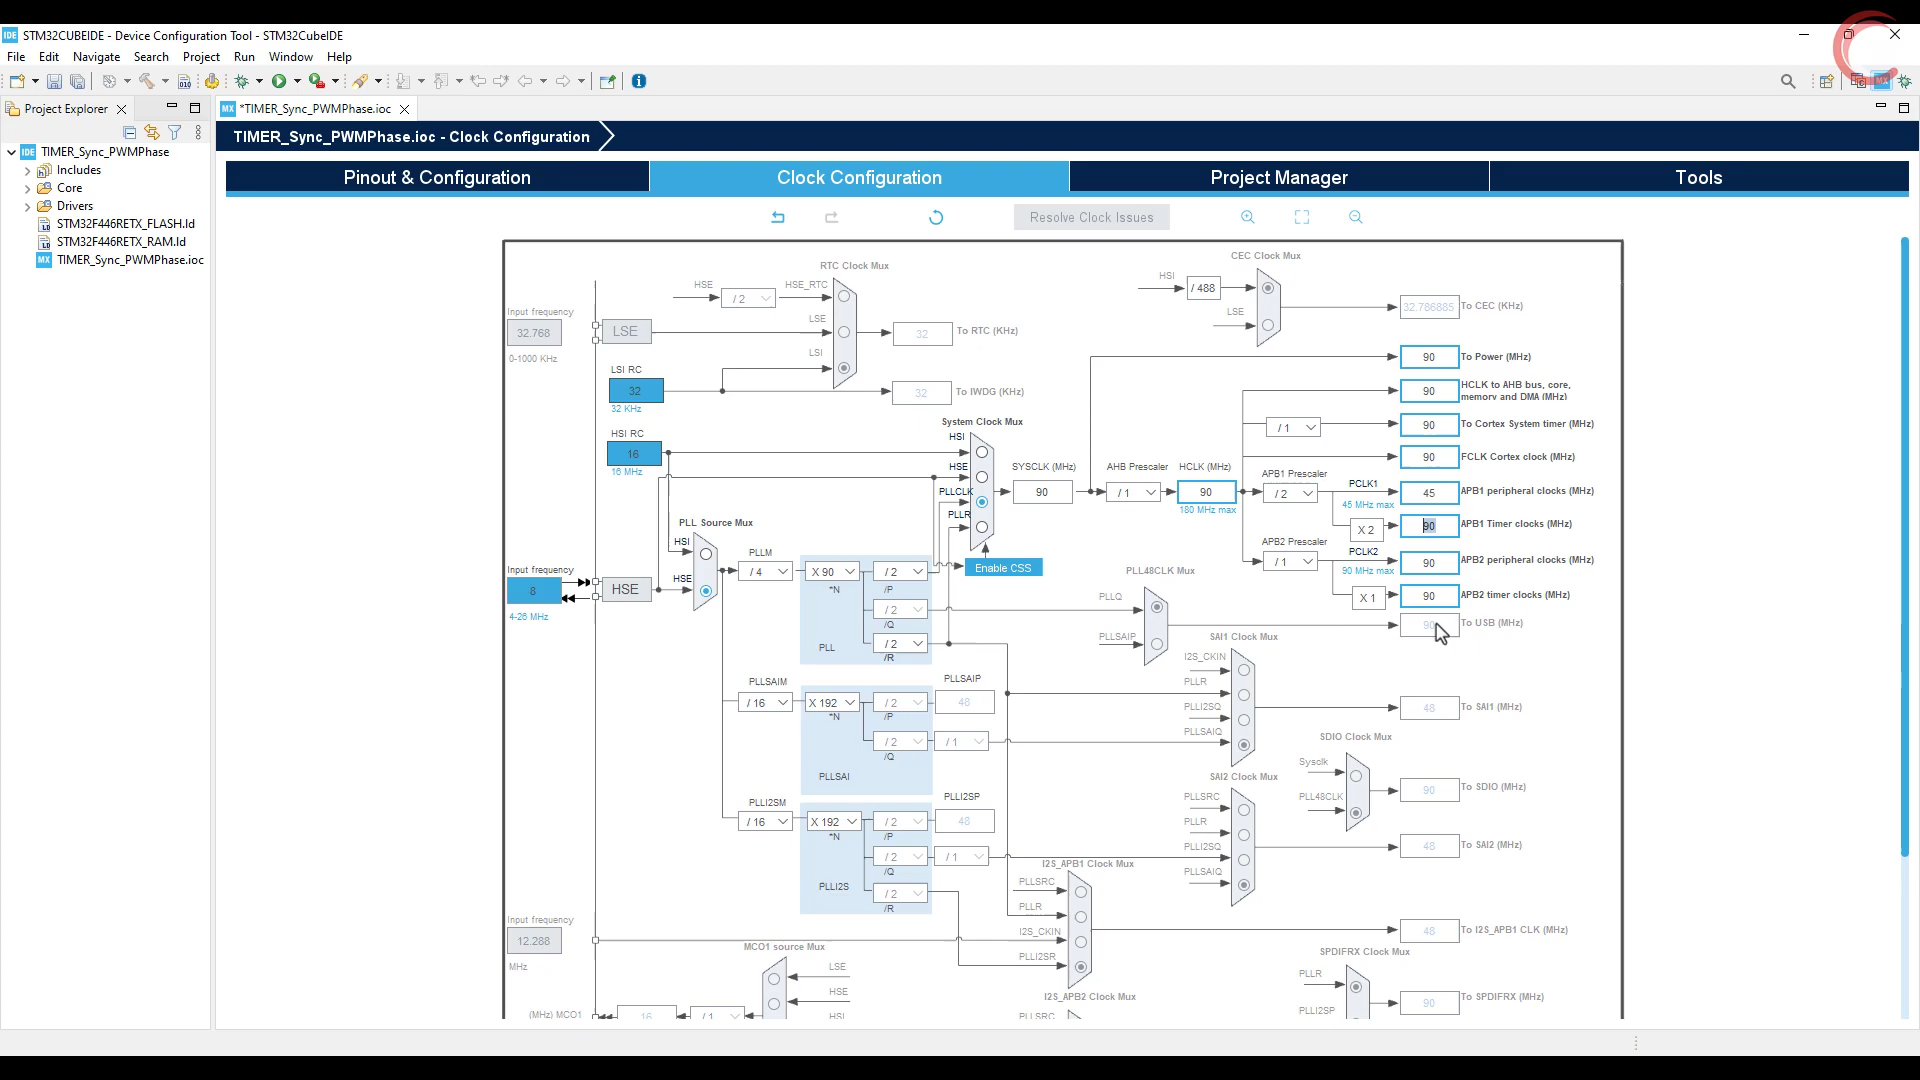 IDE STM32CUBEIDE - Device Configuration Tool - STM32CubeIDE
File Edit Navigate Search Project Run Window Help
Project Explorer
MX *TIMER_Sync_PWMPhase.ioc
TIMER_Sync_PWMPhase.ioc - Clock Configuration
IDE TIMER_Sync_PWMPhase
Includes
Core
Drivers
STM32F446RETX_FLASH.ld
STM32F446RETX_RAM.ld
MX TIMER_Sync_PWMPhase.ioc
Pinout & Configuration Clock Configuration Project Manager Tools
Resolve Clock Issues
RTC Clock Mux
CEC Clock Mux
HSE / 2 HSE_RTC
HSI / 488
Input frequency
32.768
0-1000 KHz
LSE
LSE
LSI
32 To RTC (KHz)
LSE
32.786885 To CEC (KHz)
LSI RC
32
32 KHz
32 To IWDG (KHz)
90 To Power (MHz)
90 HCLK to AHB bus, core,
memory and DMA (MHz)
/ 1 90 To Cortex System timer (MHz)
90 FCLK Cortex clock (MHz)
HSI RC
16
16 MHz
System Clock Mux
HSI
HSE
PLLCLK
PLLR
SYSCLK (MHz)
90
AHB Prescaler
/ 1
HCLK (MHz)
90
180 MHz max
APB1 Prescaler
/ 2
PCLK1
45 MHz max
45 APB1 peripheral clocks (MHz)
X 2 90 APB1 Timer clocks (MHz)
APB2 Prescaler
/ 1
PCLK2
90 MHz max
90 APB2 peripheral clocks (MHz)
X 1 90 APB2 timer clocks (MHz)
90 To USB (MHz)
Enable CSS
PLL Source Mux
HSI
HSE
Input frequency
8
4-26 MHz
HSE
PLLM
/ 4
X 90
*N
/ 2
/P
/ 2
/Q
/ 2
/R
PLL
PLL48CLK Mux
PLLQ
PLLSAIP
SAI1 Clock Mux
I2S_CKIN
PLLR
PLLI2SQ
PLLSAIQ
48 To SAI1 (MHz)
PLLSAIM
/ 16
X 192
*N
/ 2
/P
/ 2
/Q
PLLSAI
PLLSAIP
48
/ 1
SDIO Clock Mux
Sysclk
PLL48CLK
90 To SDIO (MHz)
SAI2 Clock Mux
PLLSRC
PLLR
PLLI2SQ
PLLSAIQ
48 To SAI2 (MHz)
PLLI2SM
/ 16
X 192
*N
/ 2
/P
/ 2
/Q
/ 2
/R
PLLI2S
PLLI2SP
48
/ 1
I2S_APB1 Clock Mux
PLLSRC
PLLR
I2S_CKIN
PLLI2SR
48 To I2S_APB1 CLK (MHz)
Input frequency
12.288
MHz
MCO1 source Mux
LSE
HSE
HSI
(MHz) MCO1 16 / 1
I2S_APB2 Clock Mux
PLLSRC
SPDIFRX Clock Mux
PLLR
PLLI2SP
90 To SPDIFRX (MHz)